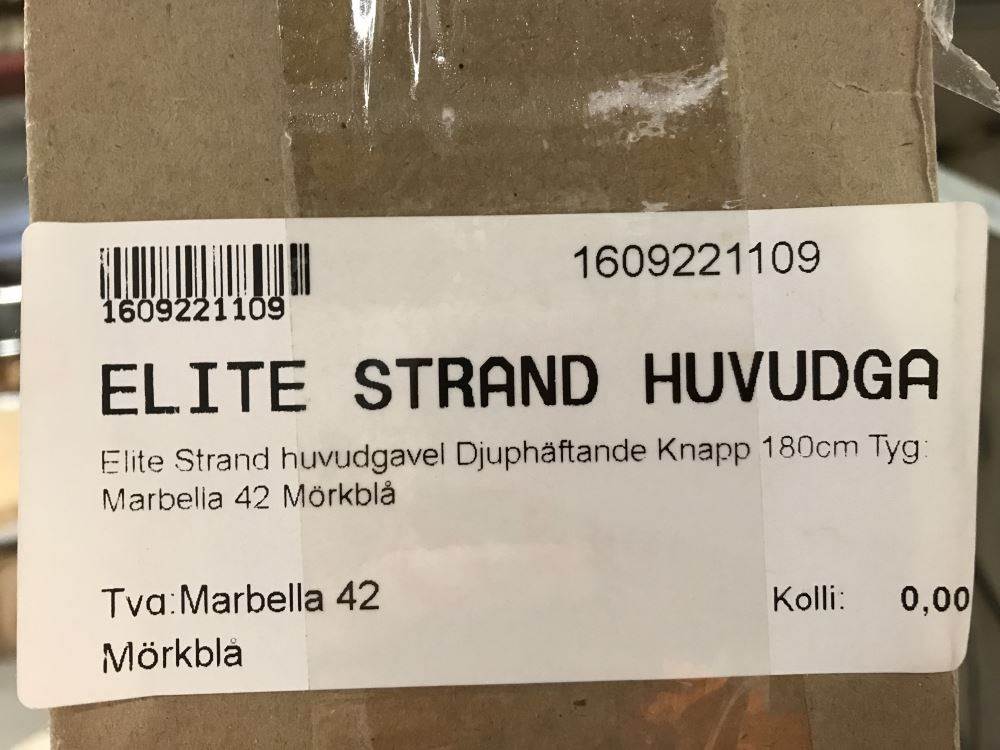 1609221109
1609221109
ELITE STRAND HUVUDGA
Elite Strand huvudgavel Djuphäftande Knapp 180cm Tyg:
Marbella 42 Mörkblå
Tva:Marbella 42
Kolli: 0,00
Mörkblå